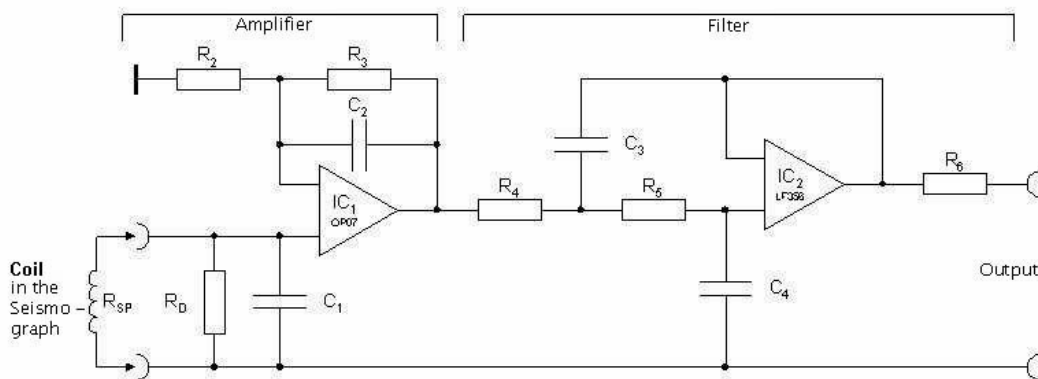 Amplifier
Filter
R2
R3
C2
C3
IC1
OP07
R4
R5
IC2
LF356
R6
Coil
in the
Seismo –
graph
RSP
RD
C1
C4
Output